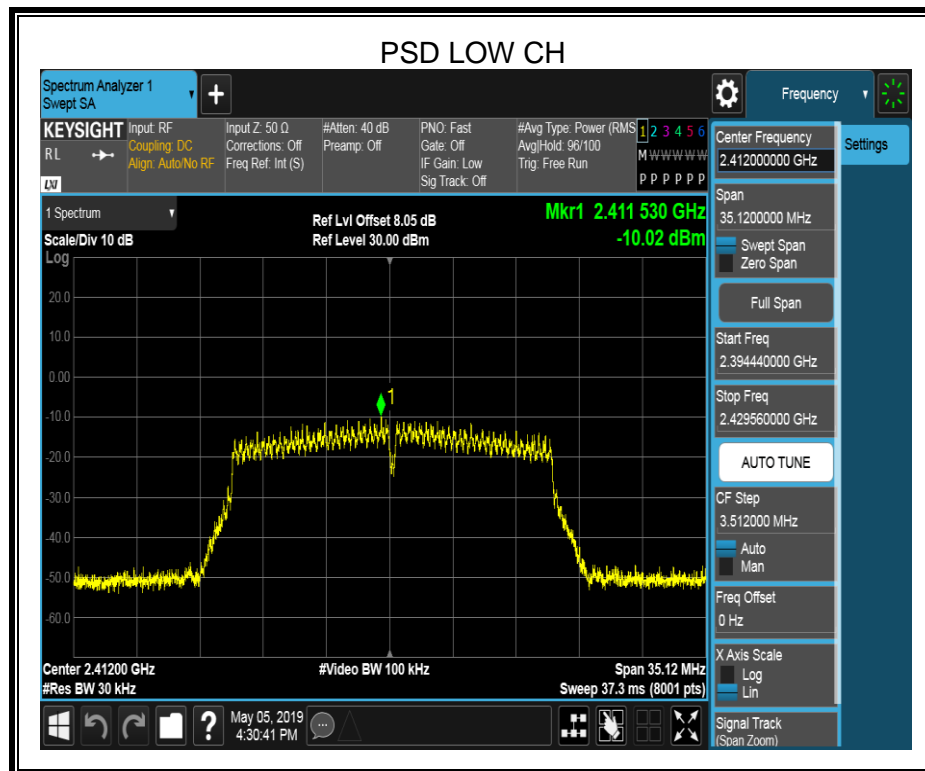 PSD LOW CH
Spectrum Analyzer 1
Swept SA
+
Frequency
KEYSIGHT
RL
LXI
Input: RF
Coupling: DC
Align: Auto/No RF
Input Z: 50 Ω
Corrections: Off
Freq Ref: Int (S)
#Atten: 40 dB
Preamp: Off
PNO: Fast
Gate: Off
IF Gain: Low
Sig Track: Off
#Avg Type: Power (RMS
Avg|Hold: 96/100
Trig: Free Run
1 2 3 4 5 6
M W W W W W
P P P P P P
1 Spectrum
Scale/Div 10 dB
Log
Ref Lvl Offset 8.05 dB
Ref Level 30.00 dBm
Mkr1 2.411 530 GHz
-10.02 dBm
20.0
10.0
0.00
-10.0
-20.0
-30.0
-40.0
-50.0
-60.0
1
Center 2.41200 GHz
#Res BW 30 kHz
#Video BW 100 kHz
Span 35.12 MHz
Sweep 37.3 ms (8001 pts)
?
May 05, 2019
4:30:41 PM
Center Frequency
2.412000000 GHz
Settings
Span
35.1200000 MHz
Swept Span
Zero Span
Full Span
Start Freq
2.394440000 GHz
Stop Freq
2.429560000 GHz
AUTO TUNE
CF Step
3.512000 MHz
Auto
Man
Freq Offset
0 Hz
X Axis Scale
Log
Lin
Signal Track
(Span Zoom)